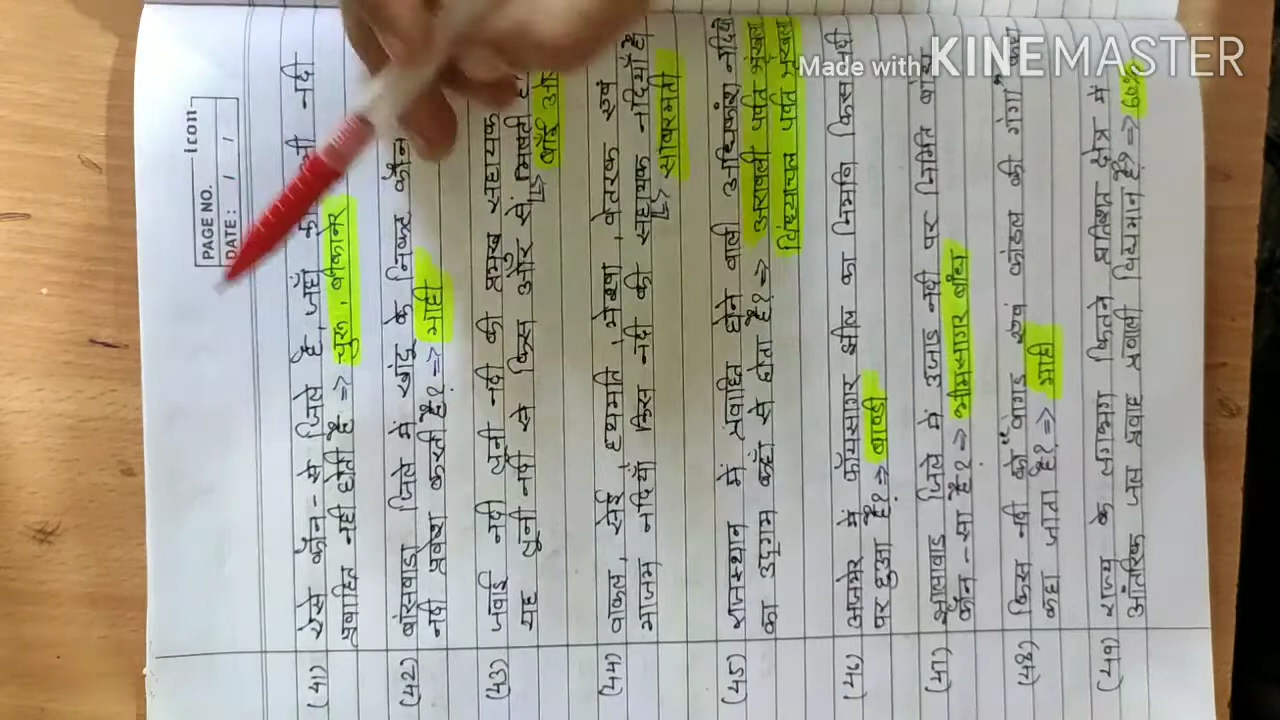 Made with KINEMASTER
icon
PAGE NO.
DATE: / /
(41) ऐसे कौन-से जिले है, जहाँ नदी
प्रवाहित नही होती है => चुरू, बीकानेर
(42) बांसवाडा जिले में खांदू के निकट कौन
नदी प्रवेश करती है? => माही
(43) जवाई नदी लूनी नदी की प्रमुख सहायक
यह लूनी नदी से किस ओर से मिलती
=> बाँई ओ
(44) वाकल, सेई, हथमति, मेश्वा, वेतरक एवं
माजम नदियाँ किस नदी की सहायक नदियाँ है।
=> साबरमती
(45) राजस्थान में प्रवाहित होने वाली अधिकांश नदियों
का उद्गम कहाँ से होता है? => अरावली पर्वत श्रृंखला
विंध्याचल पर्वत श्रृंखला
(46) अजमेर में फॉयसागर झील का निर्माण किस नदी
पर हुआ है? => बाण्डी
(47) झालावाड जिले में उजाड नदी पर निर्मित बाँध
कौन-सा है? => भीमसागर बाँध
(48) किस नदी को "वागड एवं कांठल की गंगा"
कहा जाता है? => माही
(49) राज्य के लगभग कितने प्रतिशत क्षेत्र में
आंतरिक जल प्रवाह प्रणाली विद्यमान है? => 60%